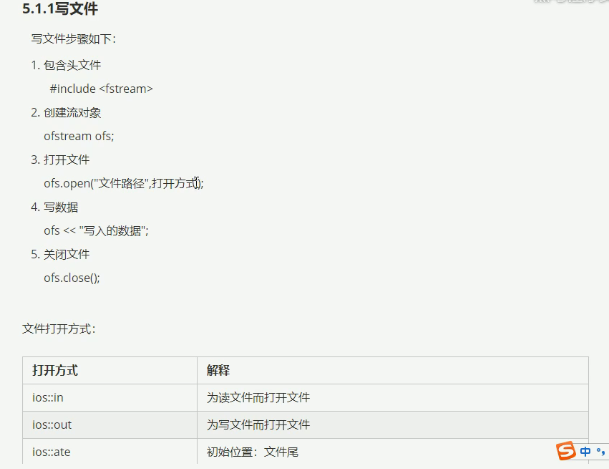 5.1.1写文件
写文件步骤如下：
1. 包含头文件
#include <fstream>
2. 创建流对象
ofstream ofs;
3. 打开文件
ofs.open("文件路径",打开方式);
4. 写数据
ofs << "写入的数据";
5. 关闭文件
ofs.close();
文件打开方式：
打开方式 解释
ios::in 为读文件而打开文件
ios::out 为写文件而打开文件
ios::ate 初始位置：文件尾
中